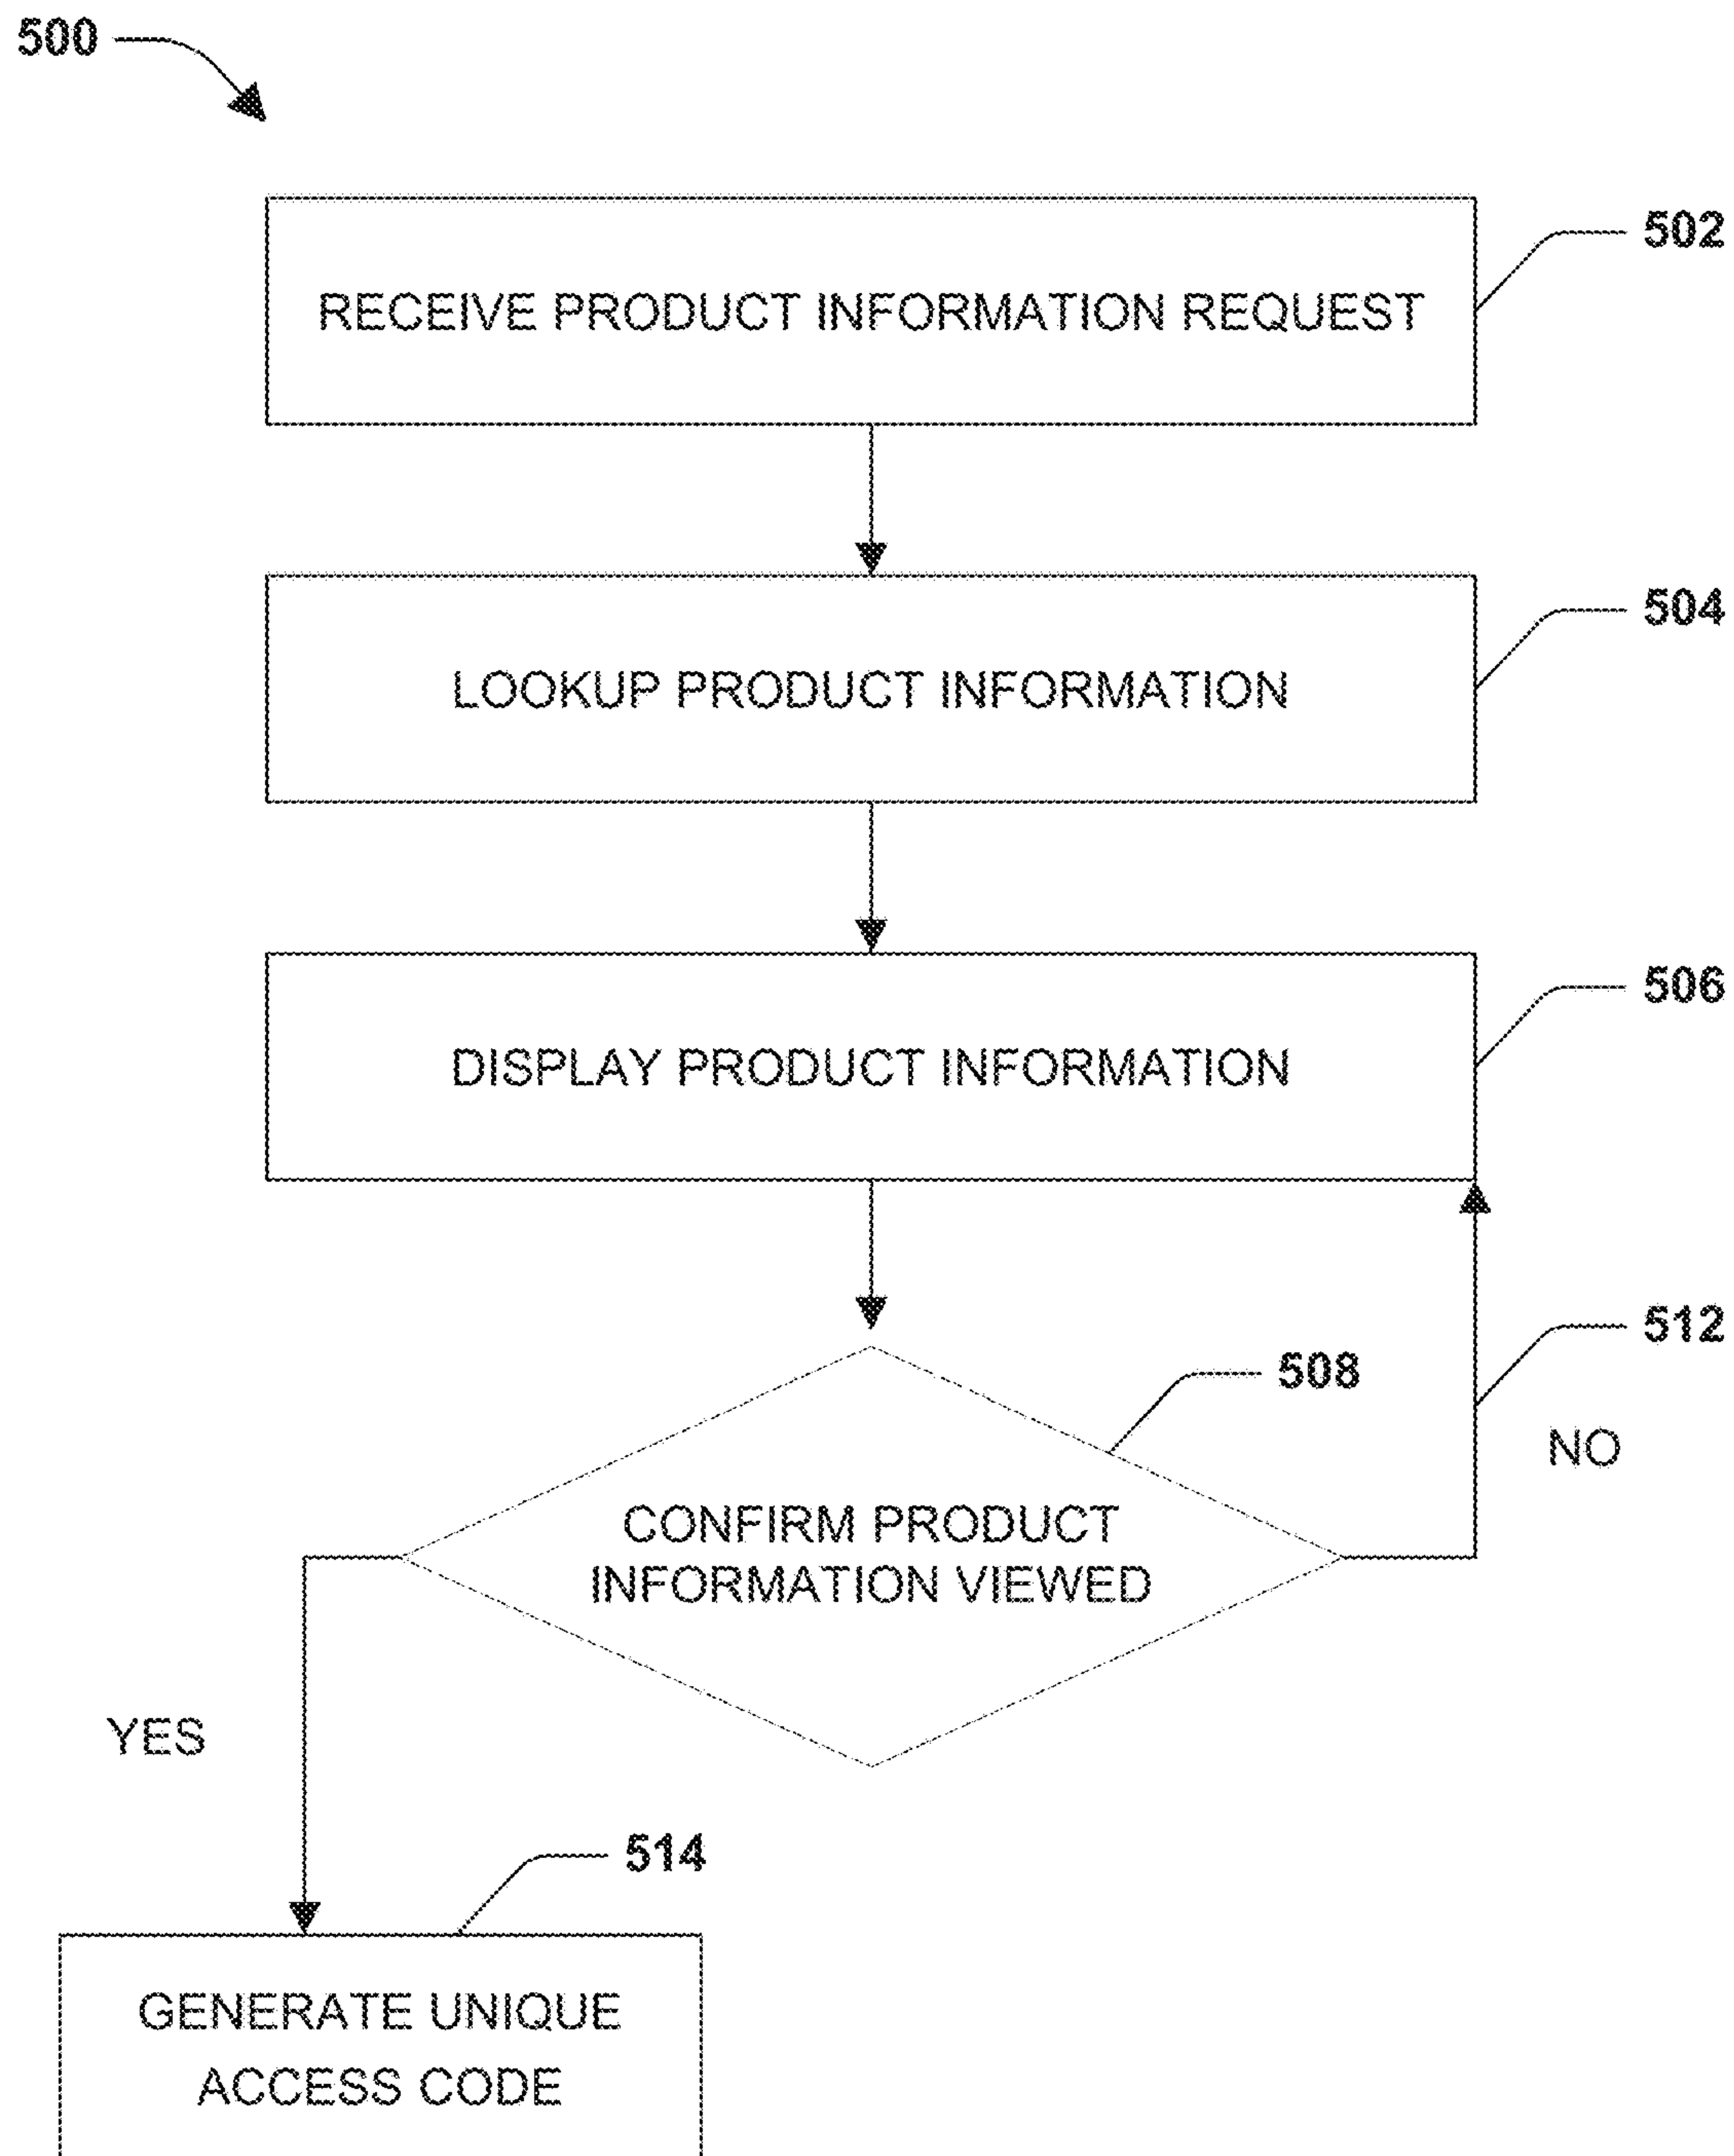 500
502
RECEIVE PRODUCT INFORMATION REQUEST
504
LOOKUP PRODUCT INFORMATION
506
DISPLAY PRODUCT INFORMATION
512
508
NO
CONFIRM PRODUCT
INFORMATION VIEWED
YES
514
GENERATE UNIQUE
ACCESS CODE